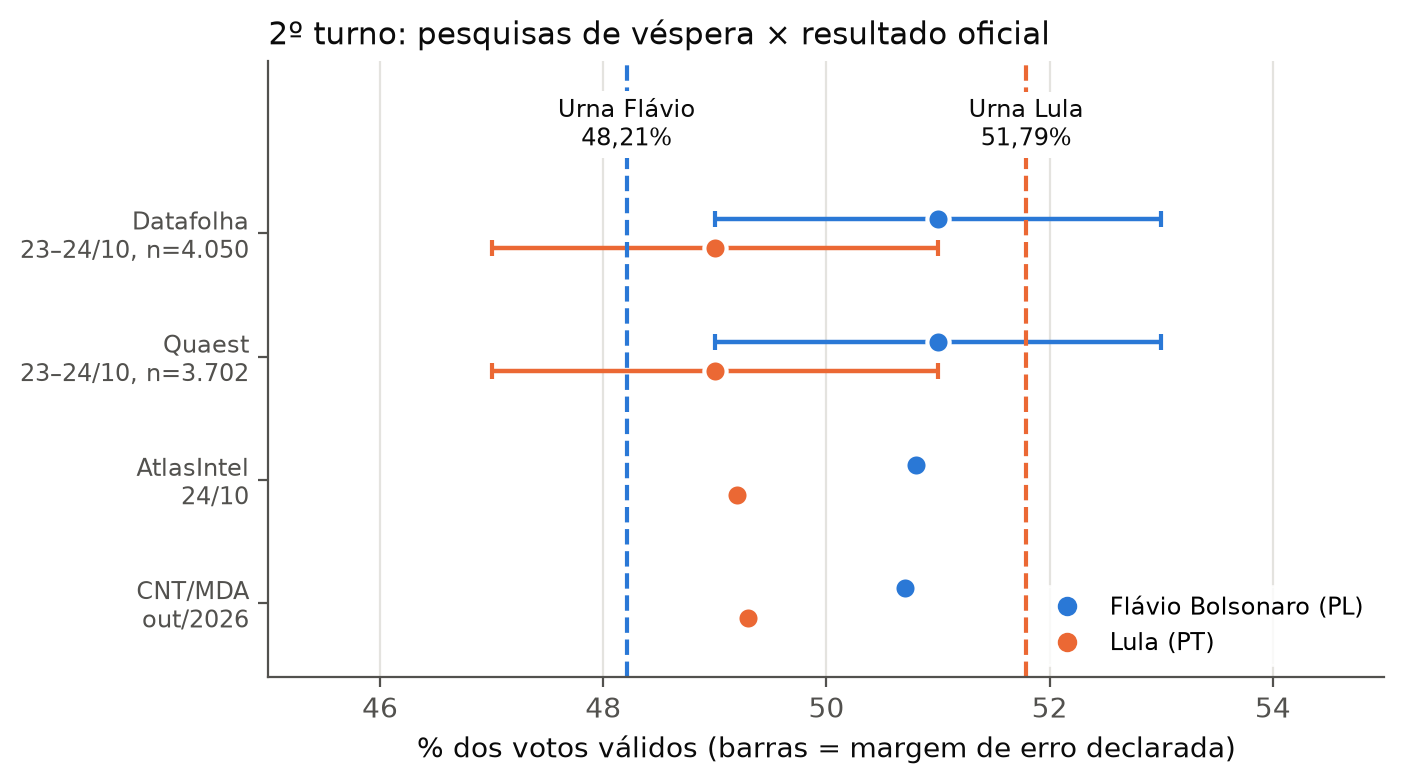 2º turno: pesquisas de véspera × resultado oficial
Urna Flávio
48,21%
Urna Lula
51,79%
Datafolha
23–24/10, n=4.050
Quaest
23–24/10, n=3.702
AtlasIntel
24/10
CNT/MDA
out/2026
Flávio Bolsonaro (PL)
Lula (PT)
46 48 50 52 54
% dos votos válidos (barras = margem de erro declarada)